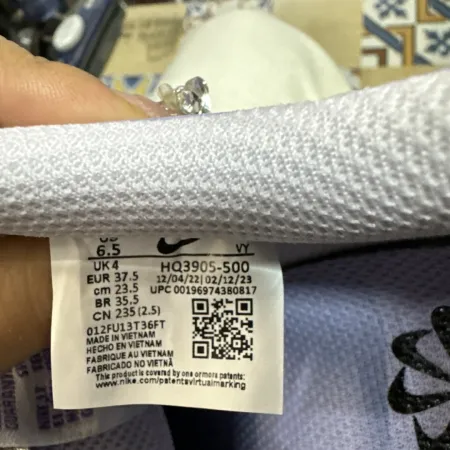 US
6.5 VY
UK 4 HQ3905-500
EUR 37.5 12/04/22|02/12/23
cm 23.5 UPC 00196974380817
BR 35.5
CN 235 (2.5)
012FU13T36FT
MADE IN VIETNAM
HECHO EN VIETNAM
FABRIQUE AU VIETNAM
FABRICADO NO VIETNÃ
This product is covered by one or more patents:
www.nike.com/patentsvirtualmarking